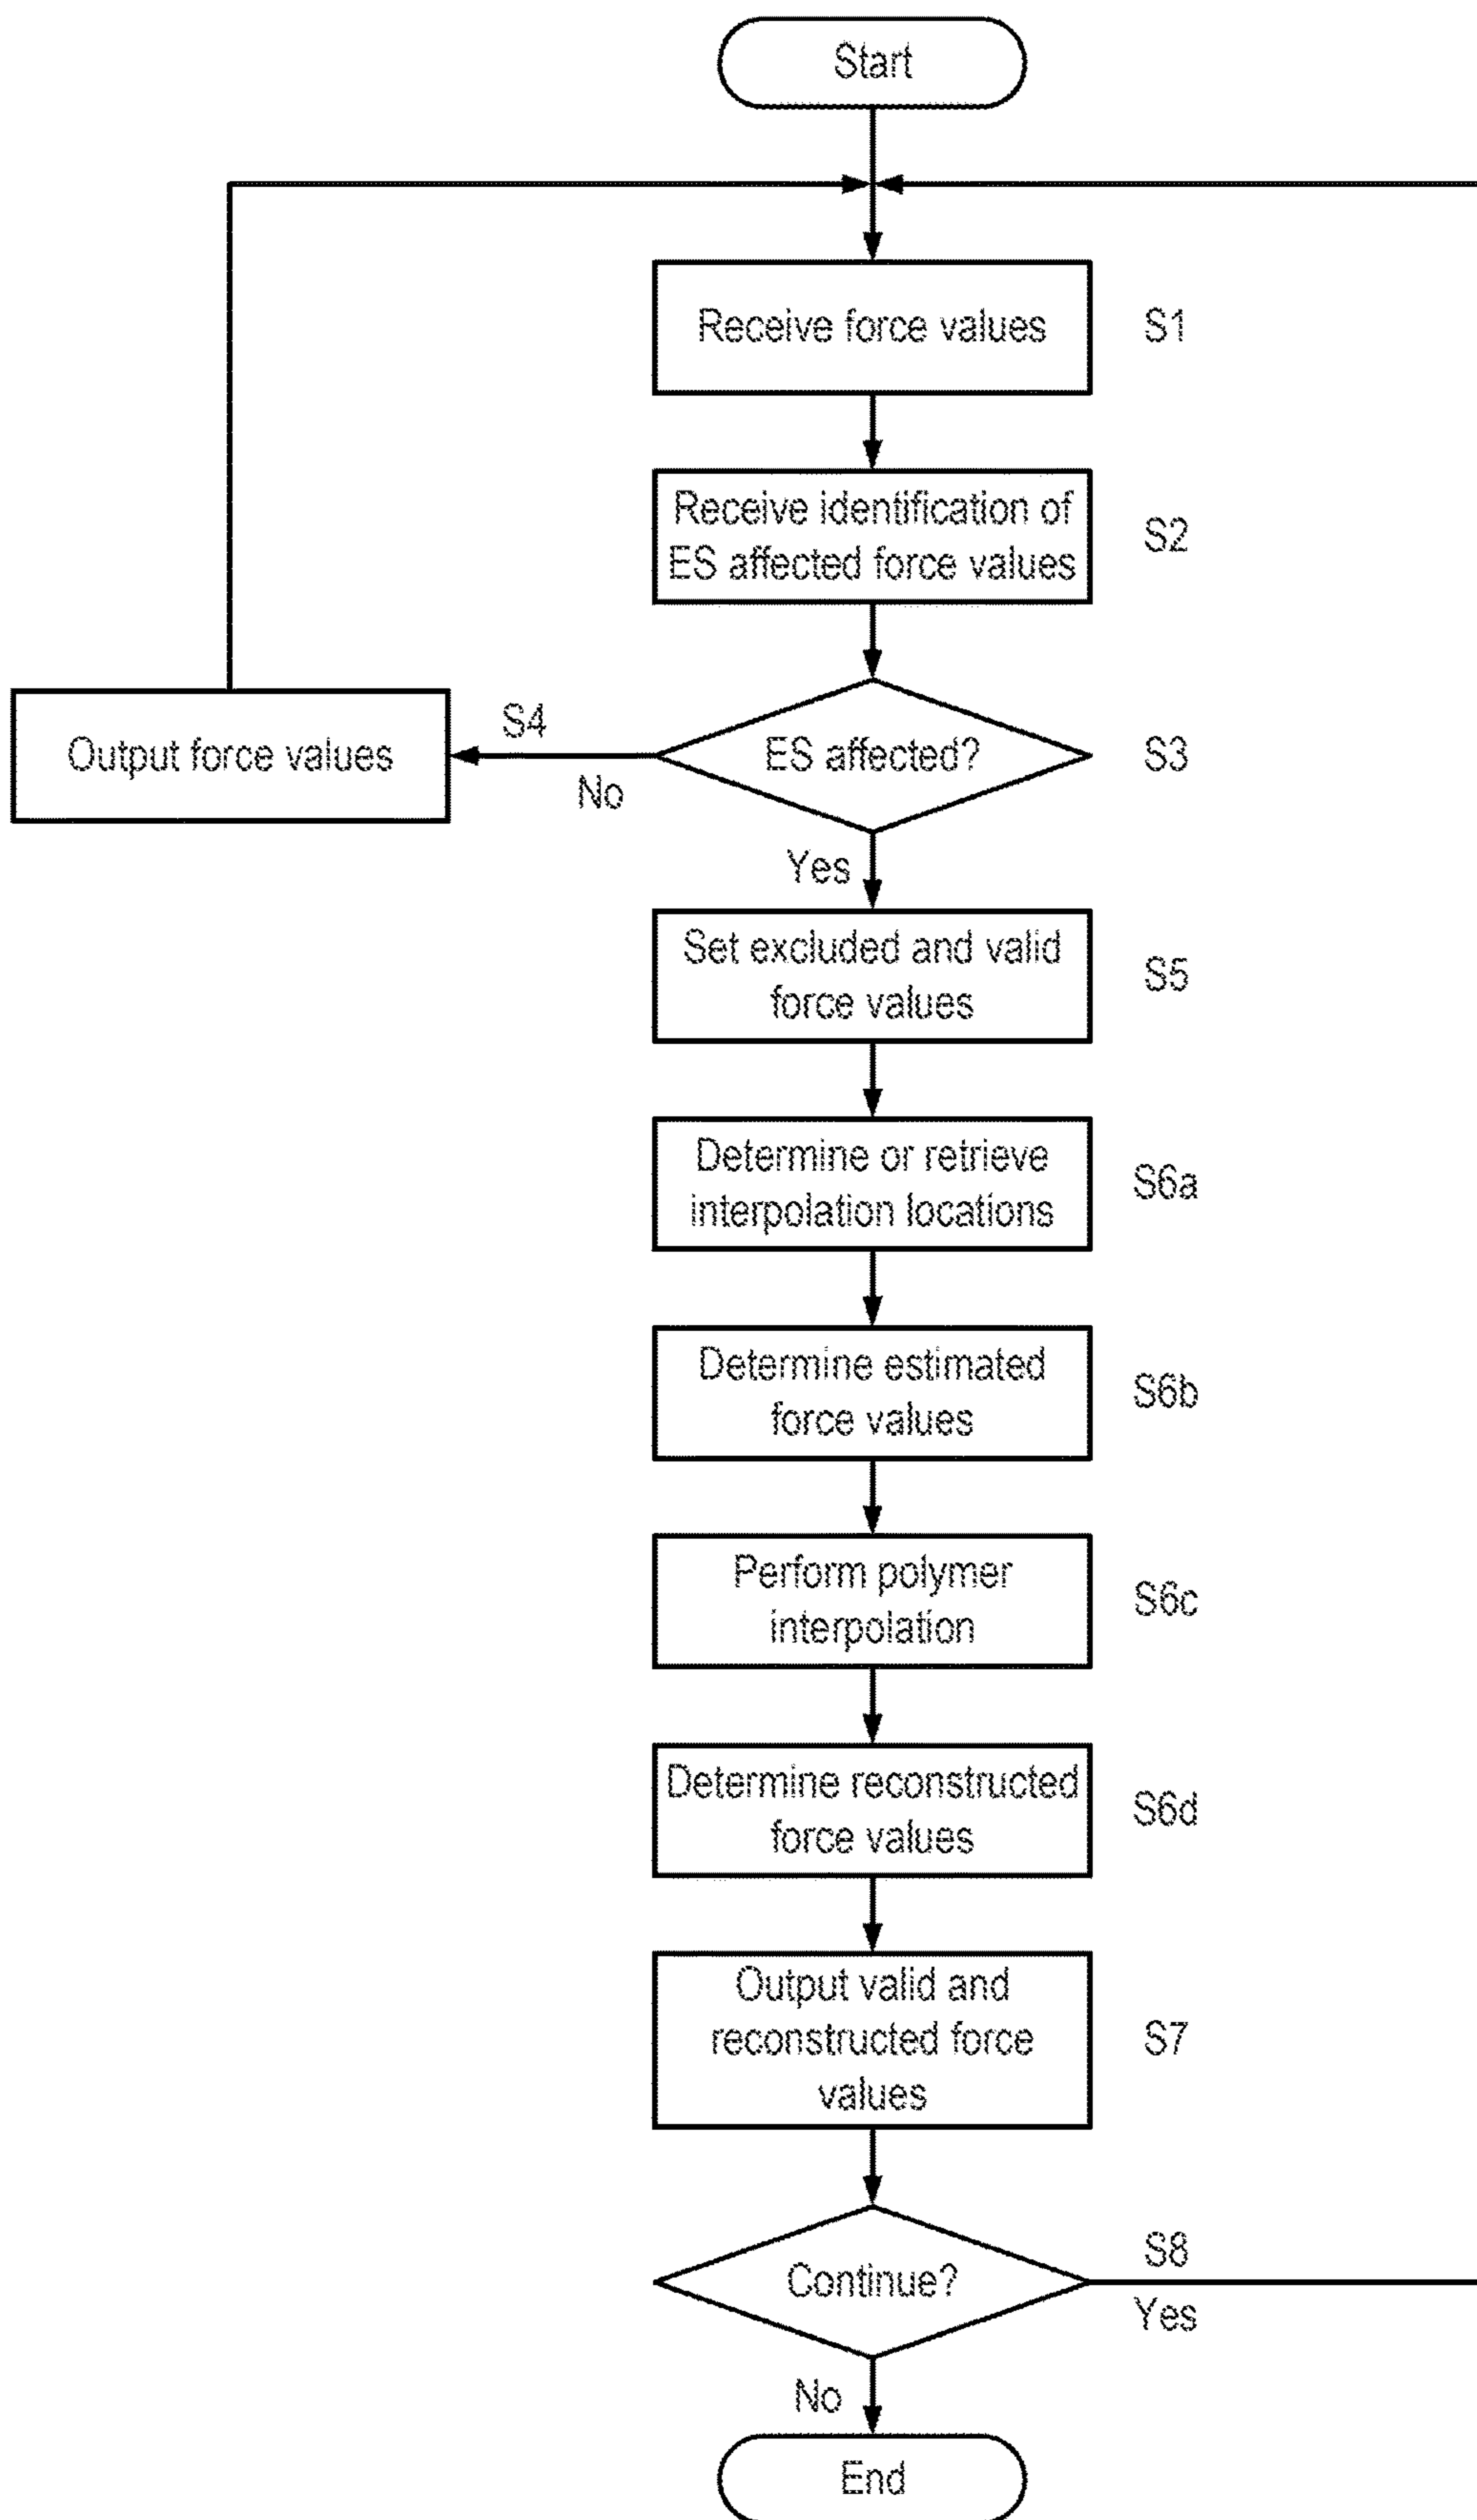 Start
Receive force values
S1
Receive identification of
ES affected force values
S2
ES affected?
S3
S4
No
Output force values
Yes
Set excluded and valid
force values
S5
Determine or retrieve
interpolation locations
S6a
Determine estimated
force values
S6b
Perform polymer
interpolation
S6c
Determine reconstructed
force values
S6d
Output valid and
reconstructed force
values
S7
Continue?
S8
Yes
No
End